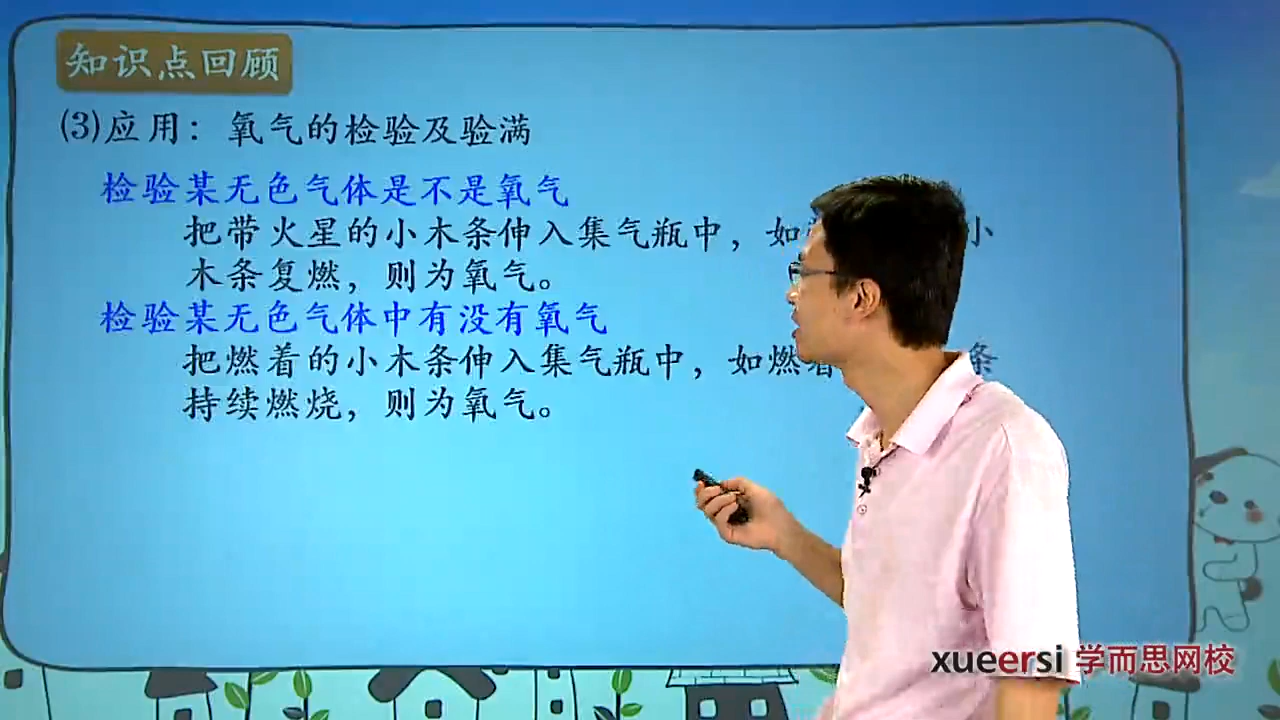 知识点回顾
(3)应用：氧气的检验及验满
检验某无色气体是不是氧气
把带火星的小木条伸入集气瓶中，如 小
木条复燃，则为氧气。
检验某无色气体中有没有氧气
把燃着的小木条伸入集气瓶中，如燃着 条
持续燃烧，则为氧气。
xueersi 学而思网校